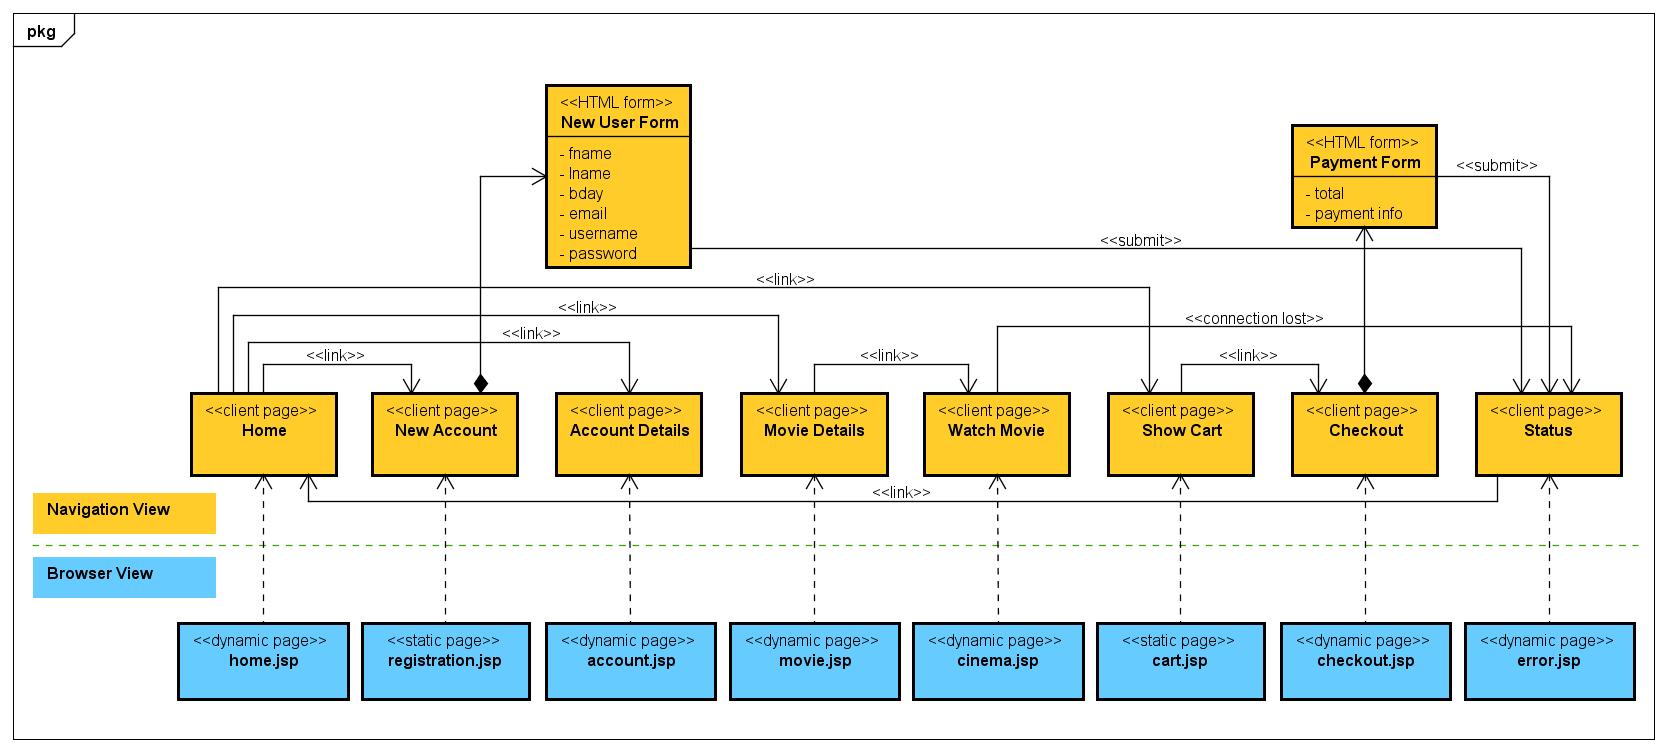 pkg
<<HTML form>>
New User Form
- fname
- lname
- bday
- email
- username
- password
<<HTML form>>
Payment Form
- total
- payment info
<<submit>>
<<submit>>
<<link>>
<<link>>
<<connection lost>>
<<link>>
<<link>>
<<link>>
<<link>>
<<client page>>
Home
<<client page>>
New Account
<<client page>>
Account Details
<<client page>>
Movie Details
<<client page>>
Watch Movie
<<client page>>
Show Cart
<<client page>>
Checkout
<<client page>>
Status
<<link>>
Navigation View
Browser View
<<dynamic page>>
home.jsp
<<static page>>
registration.jsp
<<dynamic page>>
account.jsp
<<dynamic page>>
movie.jsp
<<dynamic page>>
cinema.jsp
<<static page>>
cart.jsp
<<dynamic page>>
checkout.jsp
<<dynamic page>>
error.jsp